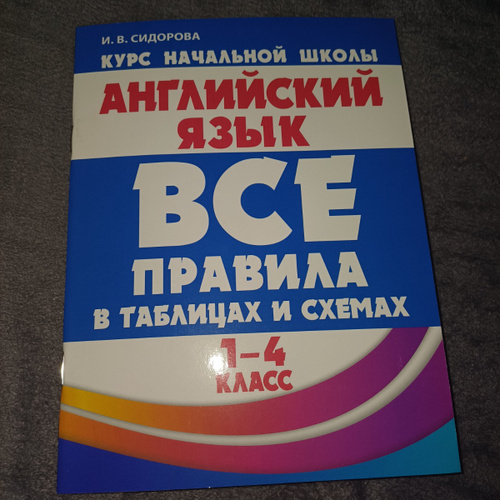 И. В. СИДОРОВА
КУРС НАЧАЛЬНОЙ ШКОЛЫ
АНГЛИЙСКИЙ
ЯЗЫК
ВСЕ
ПРАВИЛА
В ТАБЛИЦАХ И СХЕМАХ
1–4
КЛАСС